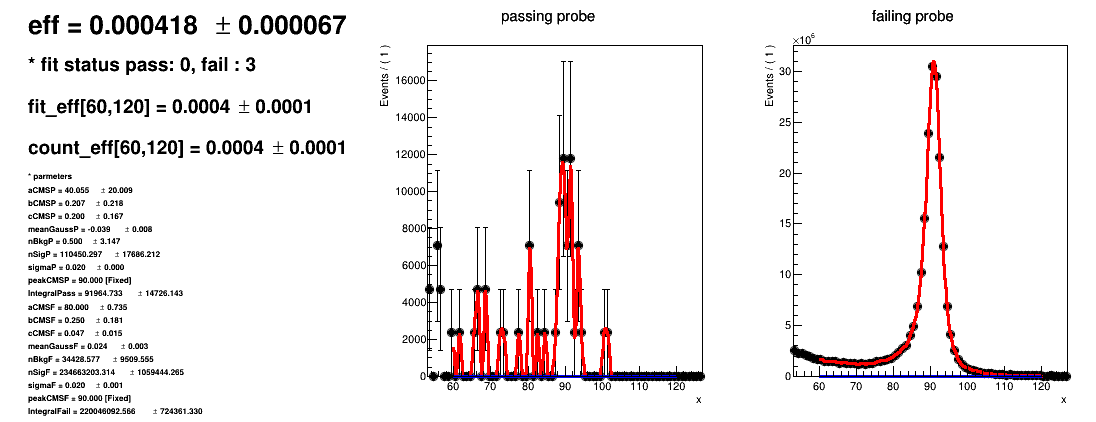 eff = 0.000418 ± 0.000067
* fit status pass: 0, fail : 3
fit_eff[60,120] = 0.0004 ± 0.0001
count_eff[60,120] = 0.0004 ± 0.0001
* parmeters
aCMSP = 40.055 ± 20.009
bCMSP = 0.207 ± 0.218
cCMSP = 0.200 ± 0.167
meanGaussP = -0.039 ± 0.008
nBkgP = 0.500 ± 3.147
nSigP = 110450.297 ± 17686.212
sigmaP = 0.020 ± 0.000
peakCMSP = 90.000 [Fixed]
IntegralPass = 91964.733 ± 14726.143
aCMSF = 80.000 ± 0.735
bCMSF = 0.250 ± 0.181
cCMSF = 0.047 ± 0.015
meanGaussF = 0.024 ± 0.003
nBkgF = 34428.577 ± 9509.555
nSigF = 234663203.314 ± 1059444.265
sigmaF = 0.020 ± 0.001
peakCMSF = 90.000 [Fixed]
IntegralFail = 220046092.566 ± 724361.330
passing probe
Events / ( 1 )
16000
14000
12000
10000
8000
6000
4000
2000
0
60 70 80 90 100 110 120
x
failing probe
×10⁶
Events / ( 1 )
30
25
20
15
10
5
0
60 70 80 90 100 110 120
x